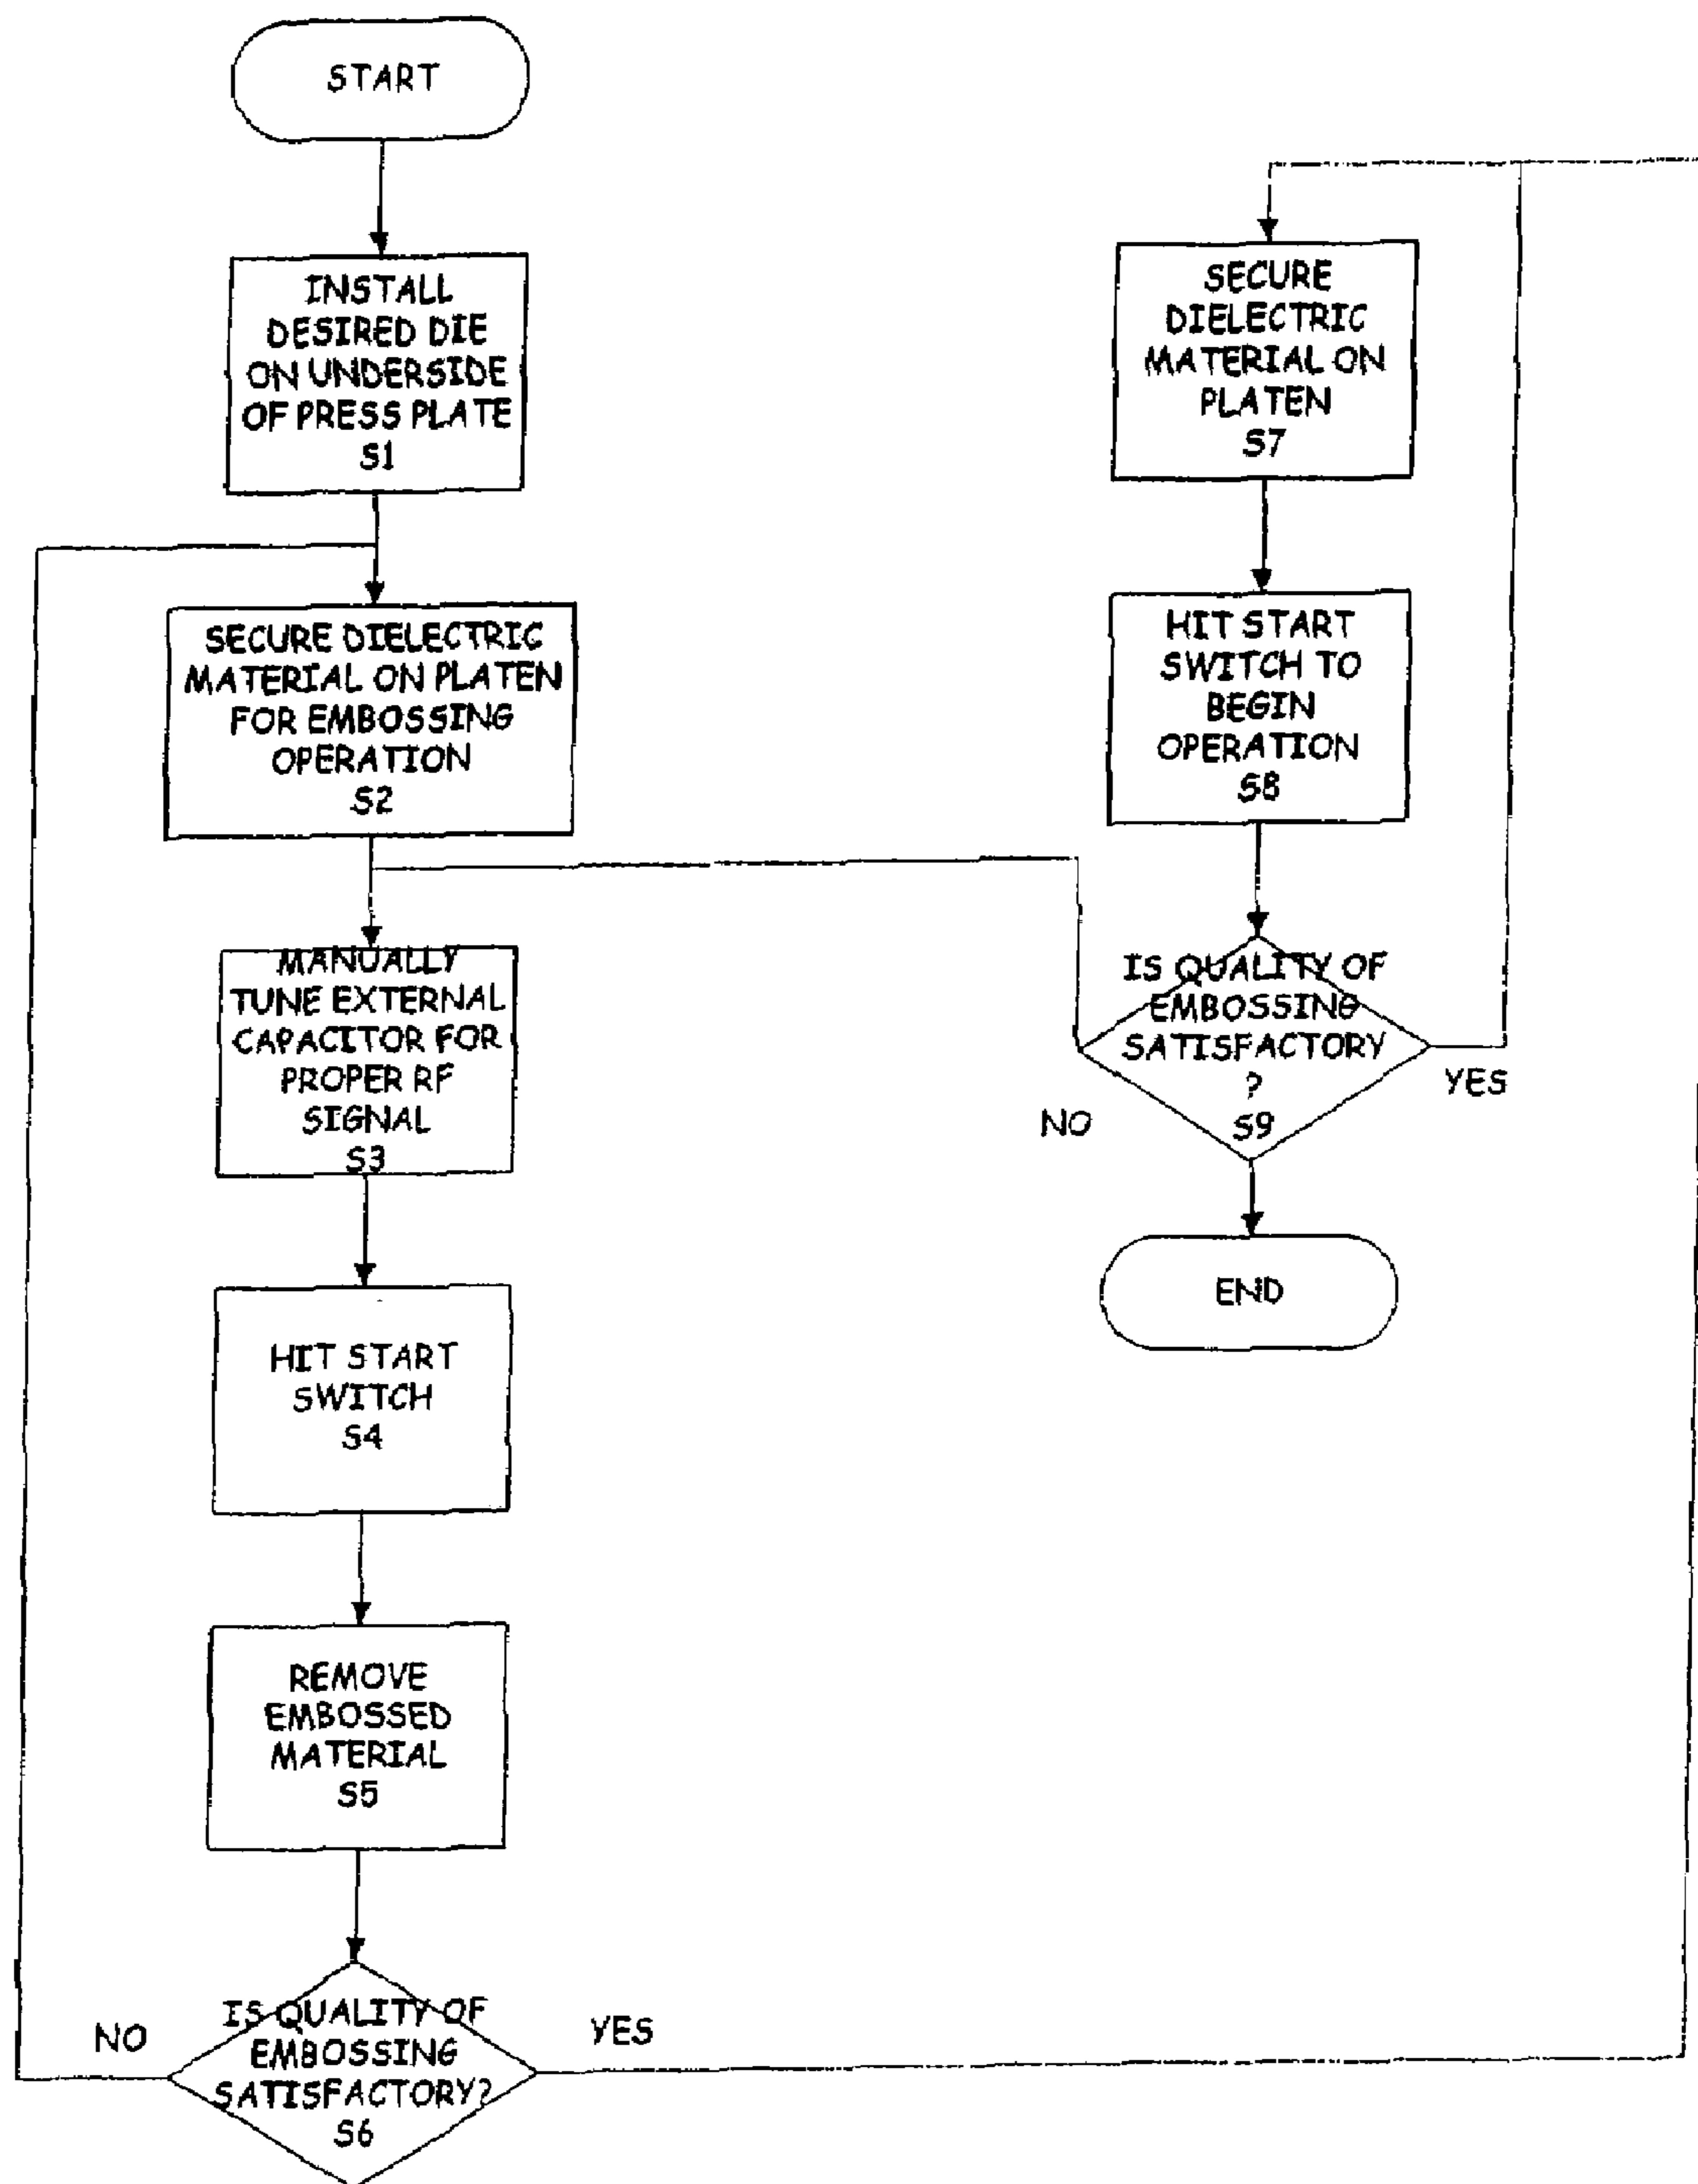 START
INSTALL
DESIRED DIE
ON UNDERSIDE
OF PRESS PLATE
S1
SECURE DIELECTRIC
MATERIAL ON PLATEN
FOR EMBOSSING
OPERATION
S2
MANUALLY
TUNE EXTERNAL
CAPACITOR FOR
PROPER RF
SIGNAL
S3
HIT START
SWITCH
S4
REMOVE
EMBOSSED
MATERIAL
S5
NO
IS QUALITY OF
EMBOSSING
SATISFACTORY?
S6
YES
SECURE
DIELECTRIC
MATERIAL ON
PLATEN
S7
HIT START
SWITCH TO
BEGIN
OPERATION
S8
IS QUALITY OF
EMBOSSING
SATISFACTORY
?
S9
NO
YES
END